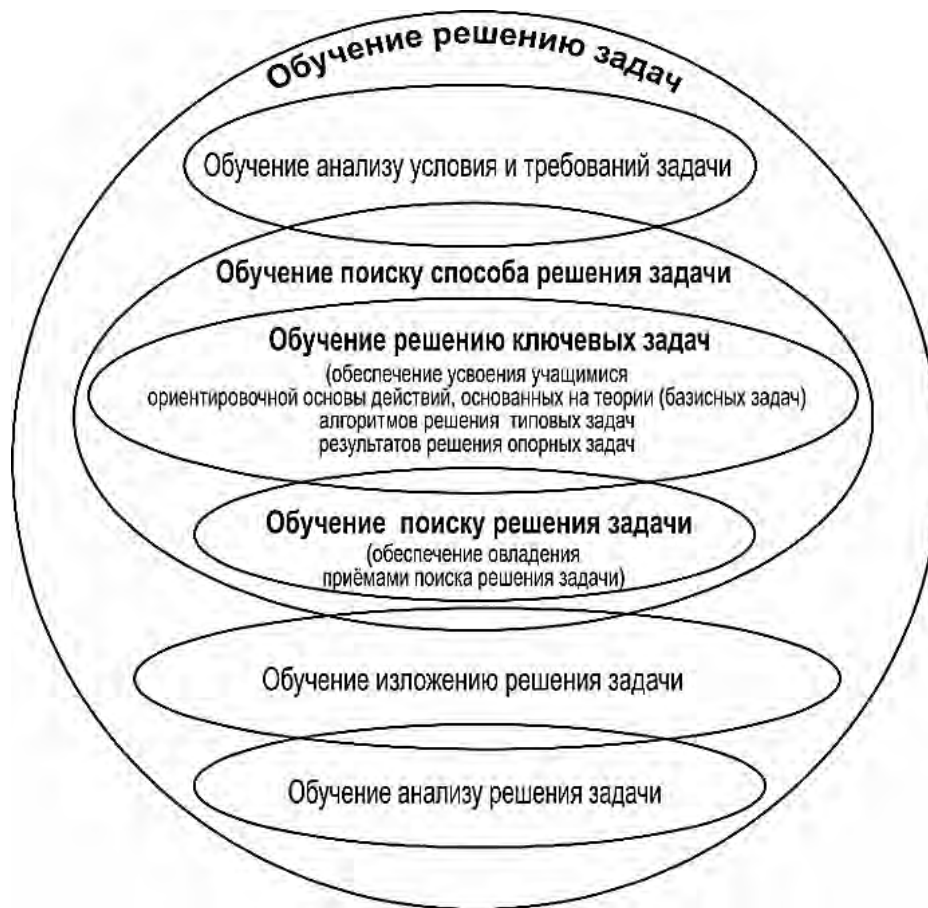 Обучение решению задач
Обучение анализу условия и требований задачи
Обучение поиску способа решения задачи
Обучение решению ключевых задач
(обеспечение усвоения учащимися
ориентировочной основы действий, основанных на теории (базисных задач)
алгоритмов решения типовых задач
результатов решения опорных задач
Обучение поиску решения задачи
(обеспечение овладения
приёмами поиска решения задачи)
Обучение изложению решения задачи
Обучение анализу решения задачи